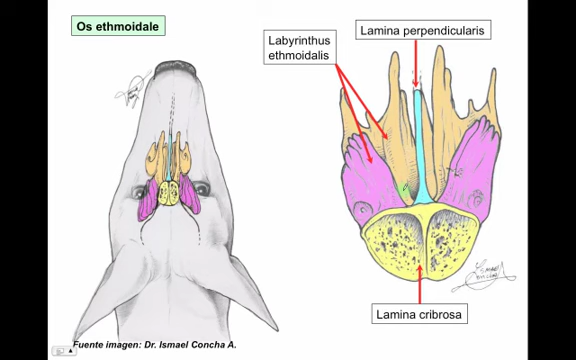 Os ethmoidale
Lamina perpendicularis
Labyrinthus
ethmoidalis
Lamina cribrosa
Fuente imagen: Dr. Ismael Concha A.